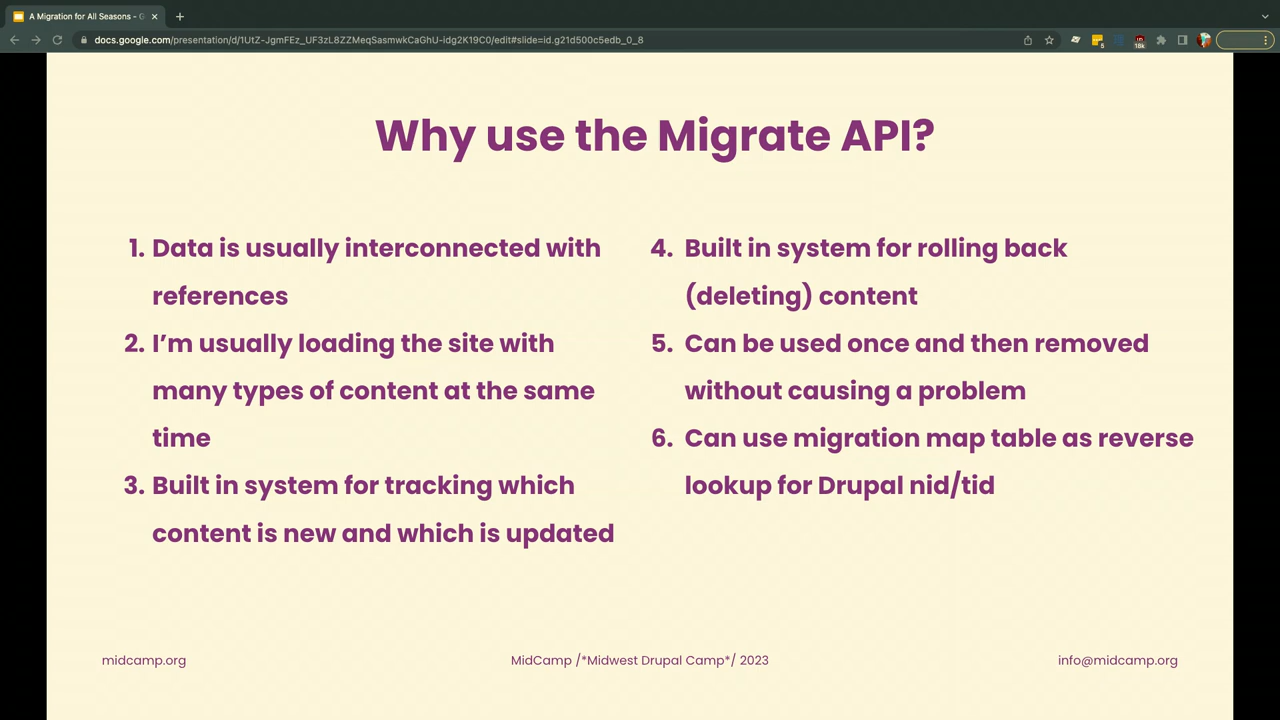 A Migration for All Seasons - G
docs.google.com/presentation/d/1UtZ-JgmFEz_UF3zL8ZZMeqSasmwkCaGhU-idg2K19C0/edit#slide=id.g21d500c5edb_0_8
5
18k
Why use the Migrate API?
1. Data is usually interconnected with
references
2. I’m usually loading the site with
many types of content at the same
time
3. Built in system for tracking which
content is new and which is updated
4. Built in system for rolling back
(deleting) content
5. Can be used once and then removed
without causing a problem
6. Can use migration map table as reverse
lookup for Drupal nid/tid
midcamp.org
MidCamp /*Midwest Drupal Camp*/ 2023
info@midcamp.org